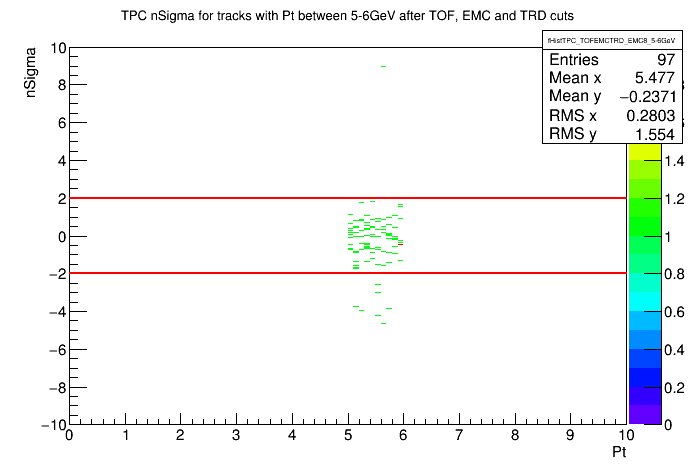 TPC nSigma for tracks with Pt between 5-6GeV after TOF, EMC and TRD cuts
fHistTPC_TOFEMCTRD_EMC8_5-6GeV
Entries 97
Mean x 5.477
Mean y −0.2371
RMS x 0.2803
RMS y 1.554
nSigma
10
8
6
4
2
0
−2
−4
−6
−8
−10
0 1 2 3 4 5 6 7 8 9 10
Pt
1.4
1.2
1
0.8
0.6
0.4
0.2
0